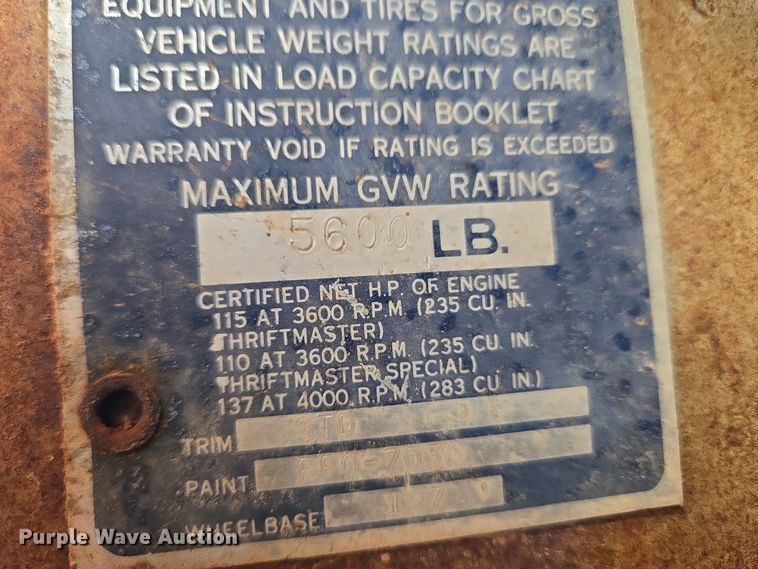 EQUIPMENT AND TIRES FOR GROSS
VEHICLE WEIGHT RATINGS ARE
LISTED IN LOAD CAPACITY CHART
OF INSTRUCTION BOOKLET
WARRANTY VOID IF RATING IS EXCEEDED
MAXIMUM GVW RATING
5600 LB.
CERTIFIED NET H.P. OF ENGINE
115 AT 3600 R.P.M. (235 CU. IN.
THRIFTMASTER)
110 AT 3600 R.P.M. (235 CU. IN.
THRIFTMASTER SPECIAL)
137 AT 4000 R.P.M. (283 CU. IN.)
TRIM STD
PAINT
WHEELBASE 127
Purple Wave Auction